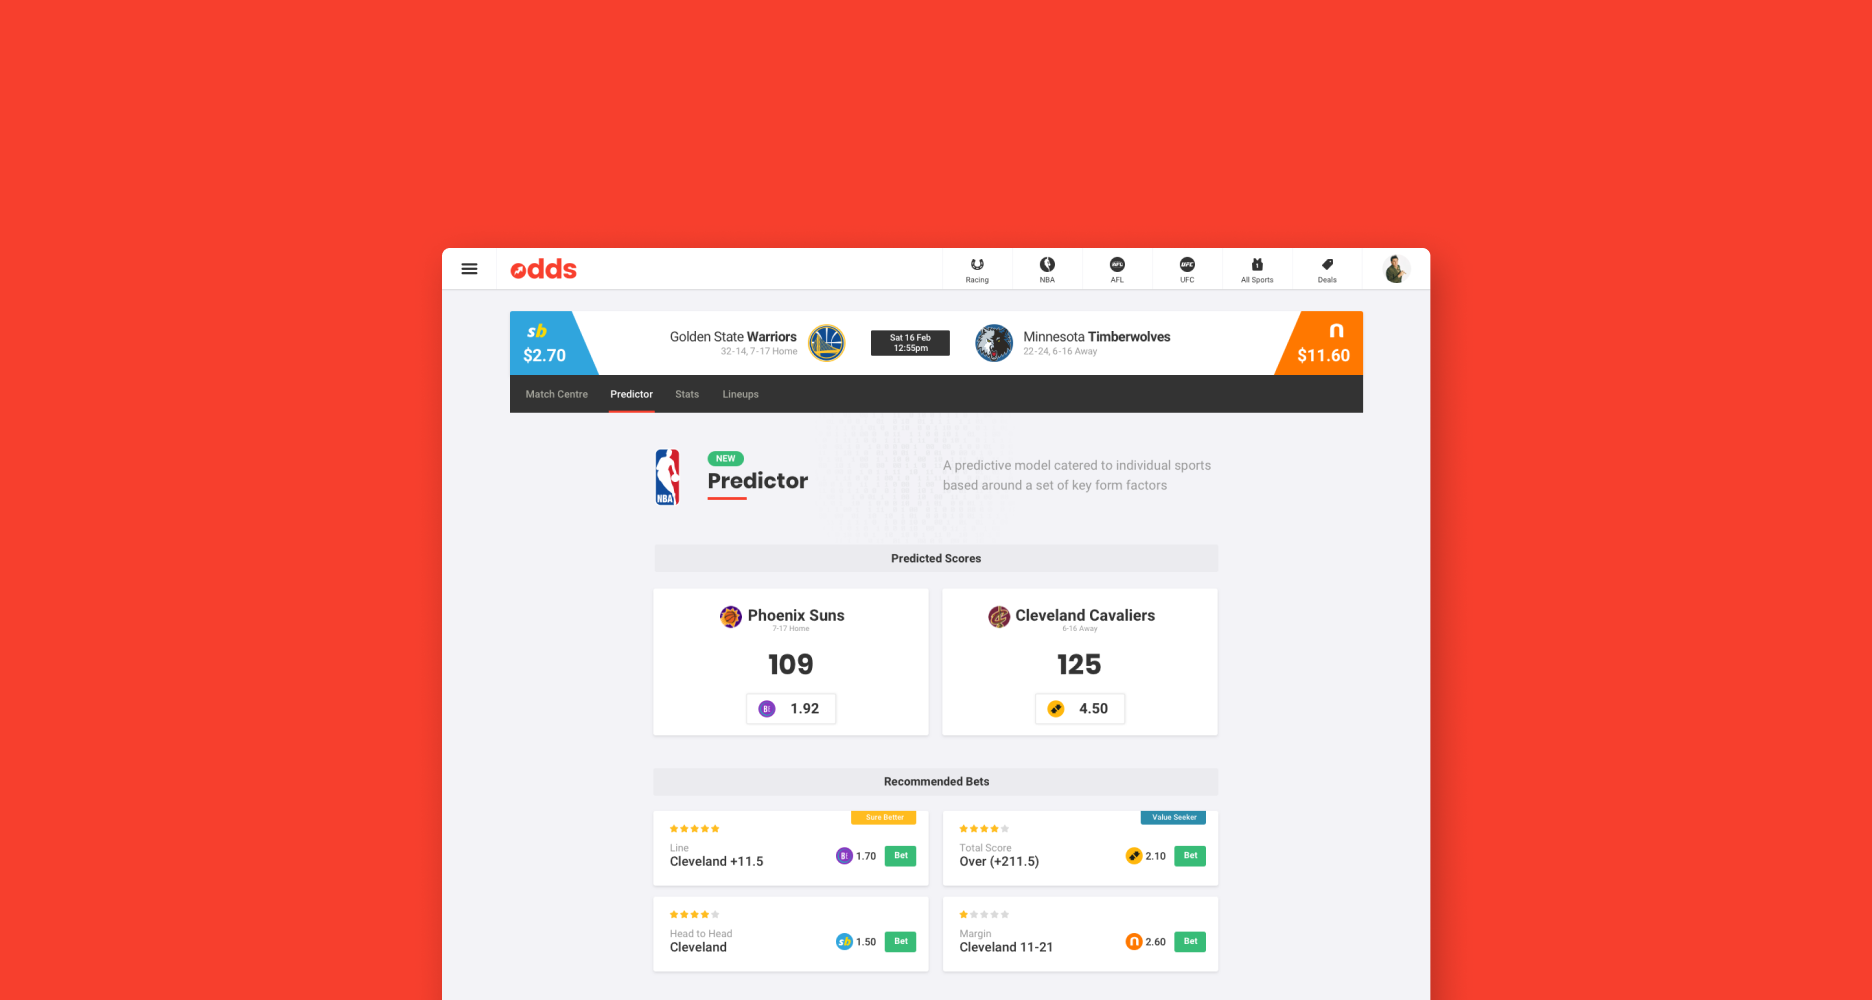 odds
Racing
NBA
AFL
AFL
UFC
UFC
1
All Sports
Deals
sb
$2.70
Golden State Warriors
32-14, 7-17 Home
Sat 16 Feb
12:55pm
Minnesota Timberwolves
22-24, 6-16 Away
n
$11.60
Match Centre
Predictor
Stats
Lineups
NBA
NEW
Predictor
A predictive model catered to individual sports
based around a set of key form factors
Predicted Scores
Phoenix Suns
7-17 Home
109
B!
1.92
Cleveland Cavaliers
6-16 Away
125
4.50
Recommended Bets
Sure Better
Line
Cleveland +11.5
B!
1.70
Bet
Value Seeker
Total Score
Over (+211.5)
2.10
Bet
Head to Head
Cleveland
sb
1.50
Bet
Margin
Cleveland 11-21
n
2.60
Bet